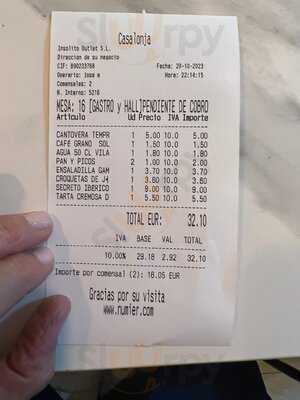 Casalonja
Insolito Outlet S.L.
Direccion de su negocio
CIF: B90233768 Fecha: 29-10-2023
Operario: Isaa m Hora: 22:14:15
Comensales: 2
N. Interno: 5216
MESA: 16 [GASTRO y HALL]PENDIENTE DE COBRO
Articulo Ud Precio IVA Importe
CANTOVERA TEMPR 1 5.00 10.0 5.00
CAFE GRANO SOL 1 1.50 10.0 1.50
AGUA 50 CL VILA 1 1.80 10.0 1.80
PAN Y PICOS 2 1.00 10.0 2.00
ENSALADILLA GAM 1 3.70 10.0 3.70
CROQUETAS DE J4 1 3.60 10.0 3.60
SECRETO IBERICO 1 9.00 10.0 9.00
TARTA CREMOSA D 1 5.50 10.0 5.50
TOTAL EUR: 32.10
IVA BASE VAL TOTAL
10.00% 29.18 2.92 32.10
Importe por comensal (2): 16.05 EUR
Gracias por su visita
www.numier.com